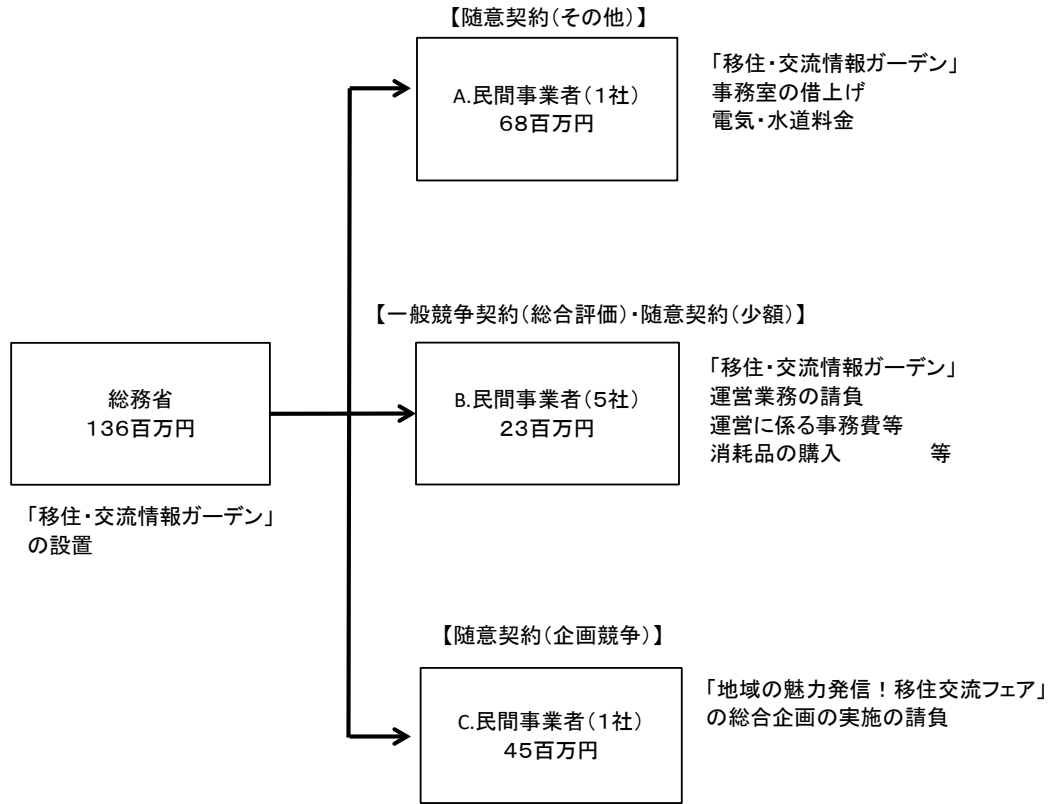 【随意契約(その他)】
A.民間事業者(１社)
６８百万円
「移住・交流情報ガーデン」
事務室の借上げ
電気・水道料金
【一般競争契約(総合評価)・随意契約(少額)】
総務省
１３６百万円
「移住・交流情報ガーデン」
の設置
B.民間事業者(５社)
２３百万円
「移住・交流情報ガーデン」
運営業務の請負
運営に係る事務費等
消耗品の購入　　　　等
【随意契約(企画競争)】
C.民間事業者(１社)
４５百万円
「地域の魅力発信！移住交流フェア」
の総合企画の実施の請負